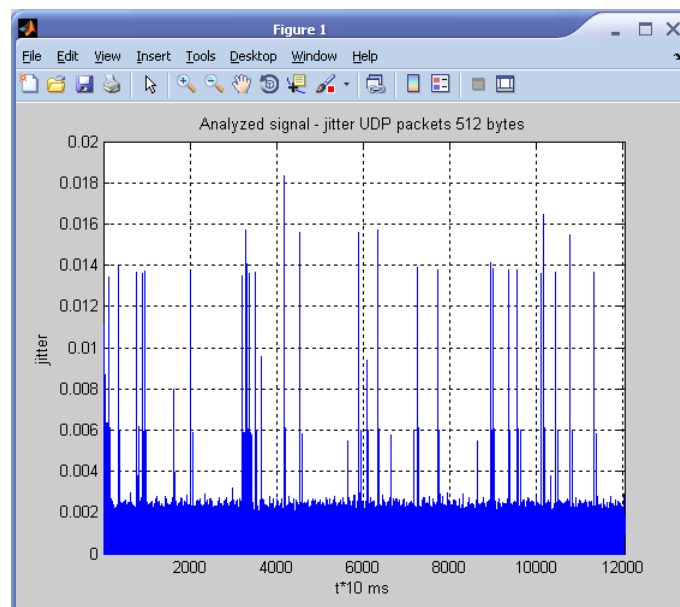 Figure 1
File Edit View Insert Tools Desktop Window Help
Analyzed signal - jitter UDP packets 512 bytes
0.02
0.018
0.016
0.014
0.012
0.01
0.008
0.006
0.004
0.002
0
jitter
2000 4000 6000 8000 10000 12000
t*10 ms